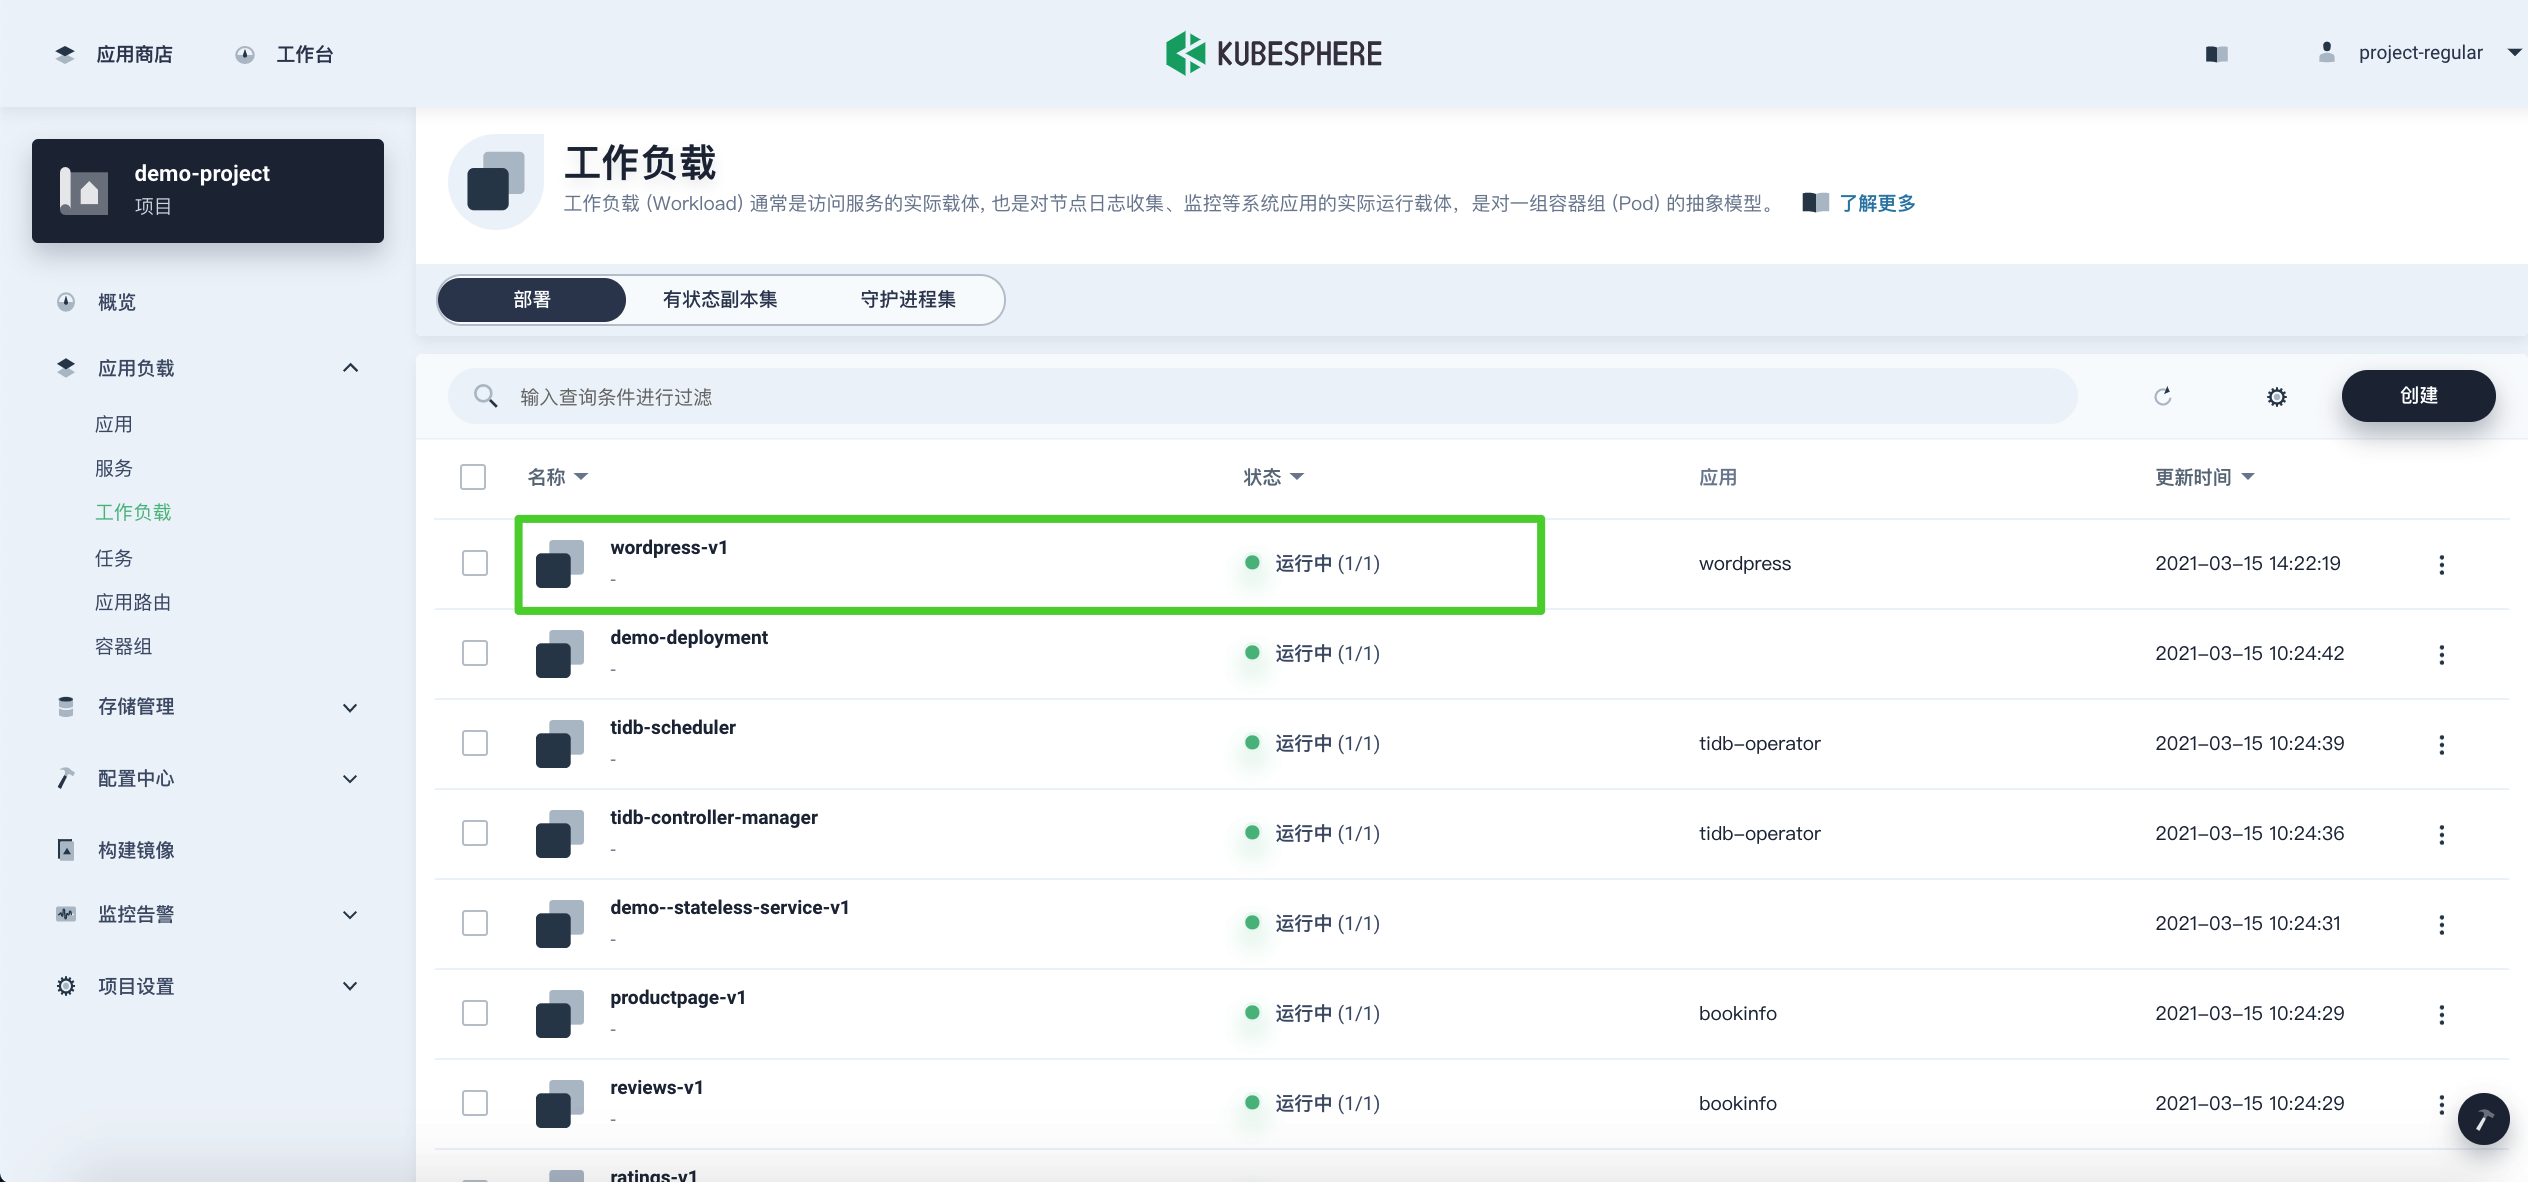 应用商店
工作台
KUBESPHERE
project-regular
demo-project
项目
概览
应用负载
应用
服务
工作负载
任务
应用路由
容器组
存储管理
配置中心
构建镜像
监控告警
项目设置
工作负载
工作负载 (Workload) 通常是访问服务的实际载体, 也是对节点日志收集、监控等系统应用的实际运行载体，是对一组容器组 (Pod) 的抽象模型。 了解更多
部署 有状态副本集 守护进程集
输入查询条件进行过滤
创建
名称 状态 应用 更新时间
wordpress-v1
-
运行中 (1/1) wordpress 2021-03-15 14:22:19
demo-deployment
-
运行中 (1/1) 2021-03-15 10:24:42
tidb-scheduler
-
运行中 (1/1) tidb-operator 2021-03-15 10:24:39
tidb-controller-manager
-
运行中 (1/1) tidb-operator 2021-03-15 10:24:36
demo--stateless-service-v1
-
运行中 (1/1) 2021-03-15 10:24:31
productpage-v1
-
运行中 (1/1) bookinfo 2021-03-15 10:24:29
reviews-v1
-
运行中 (1/1) bookinfo 2021-03-15 10:24:29
ratings-v1